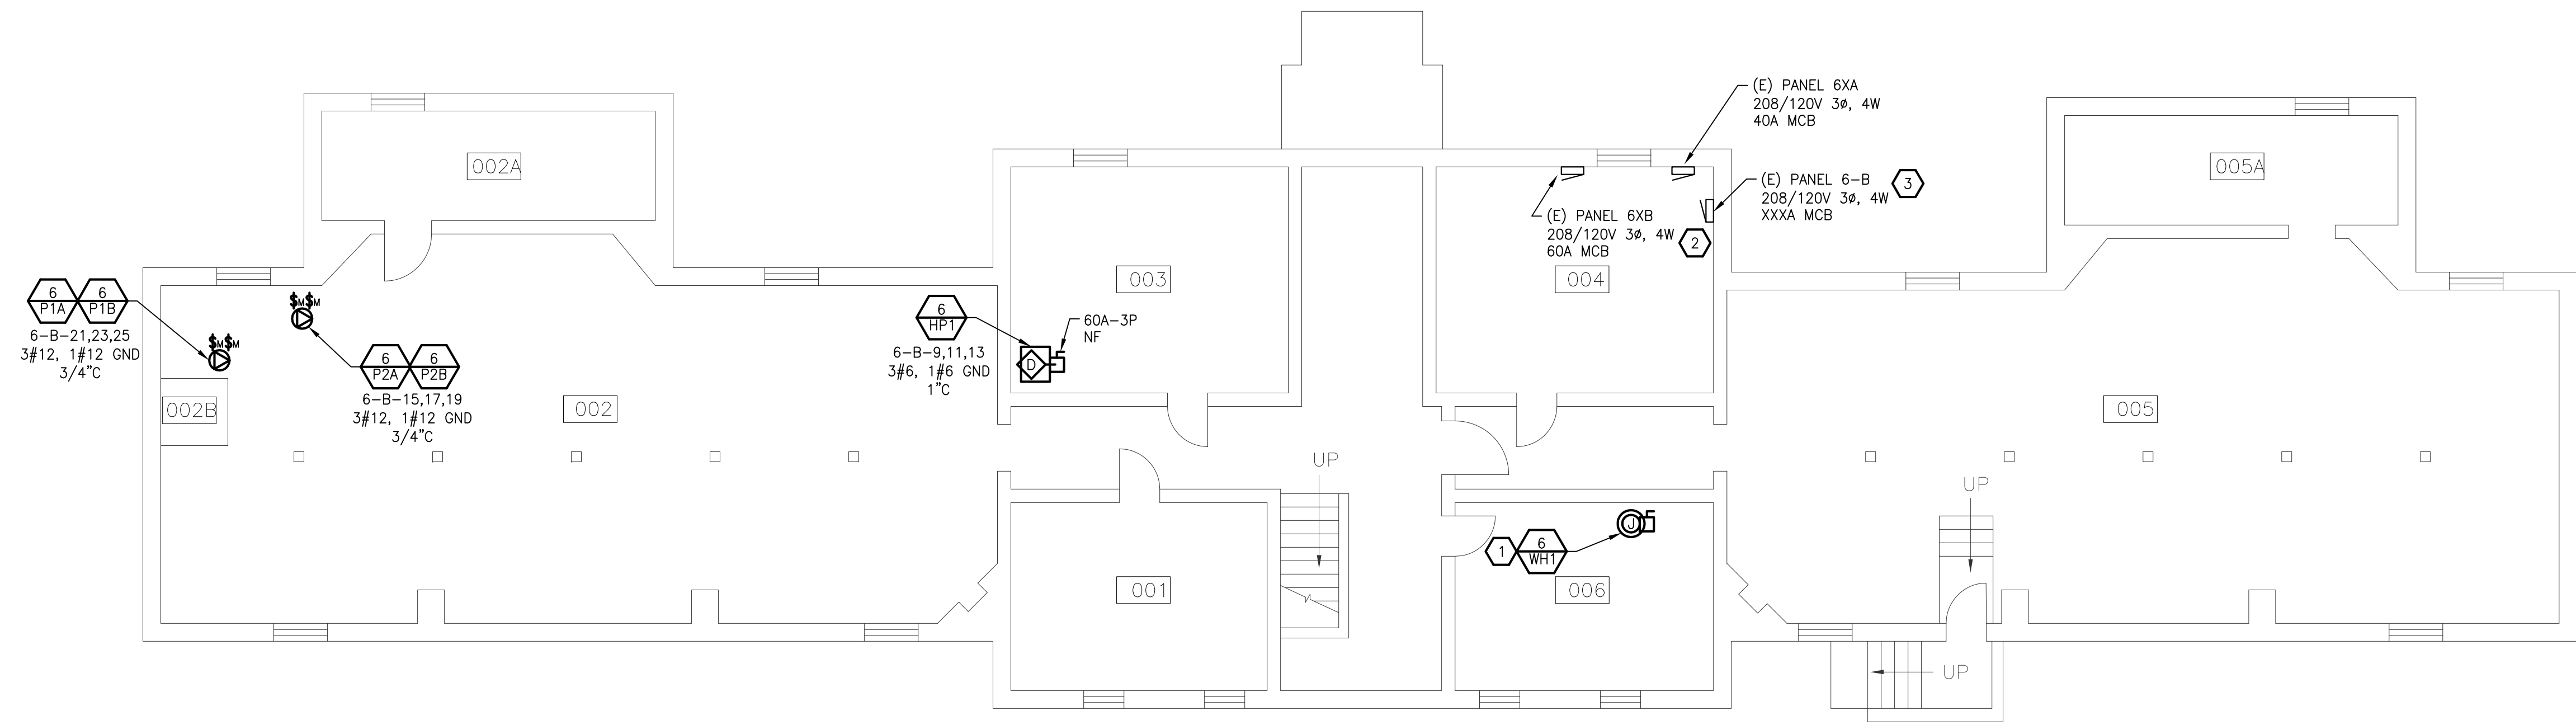 (E) PANEL 6XA
208/120V 3ø, 4W
40A MCB
002A
005A
(E) PANEL 6-B
208/120V 3ø, 4W
XXXA MCB
3
(E) PANEL 6XB
208/120V 3ø, 4W
60A MCB
2
003
004
6
P1A
6
P1B
6-B-21,23,25
3#12, 1#12 GND
3/4"C
$M$M
$M$M
6
P2A
6
P2B
6-B-15,17,19
3#12, 1#12 GND
3/4"C
6
HP1
6-B-9,11,13
3#6, 1#6 GND
1"C
60A-3P
NF
D
002B
002
005
UP
UP
1
6
WH1
J
001
006
UP